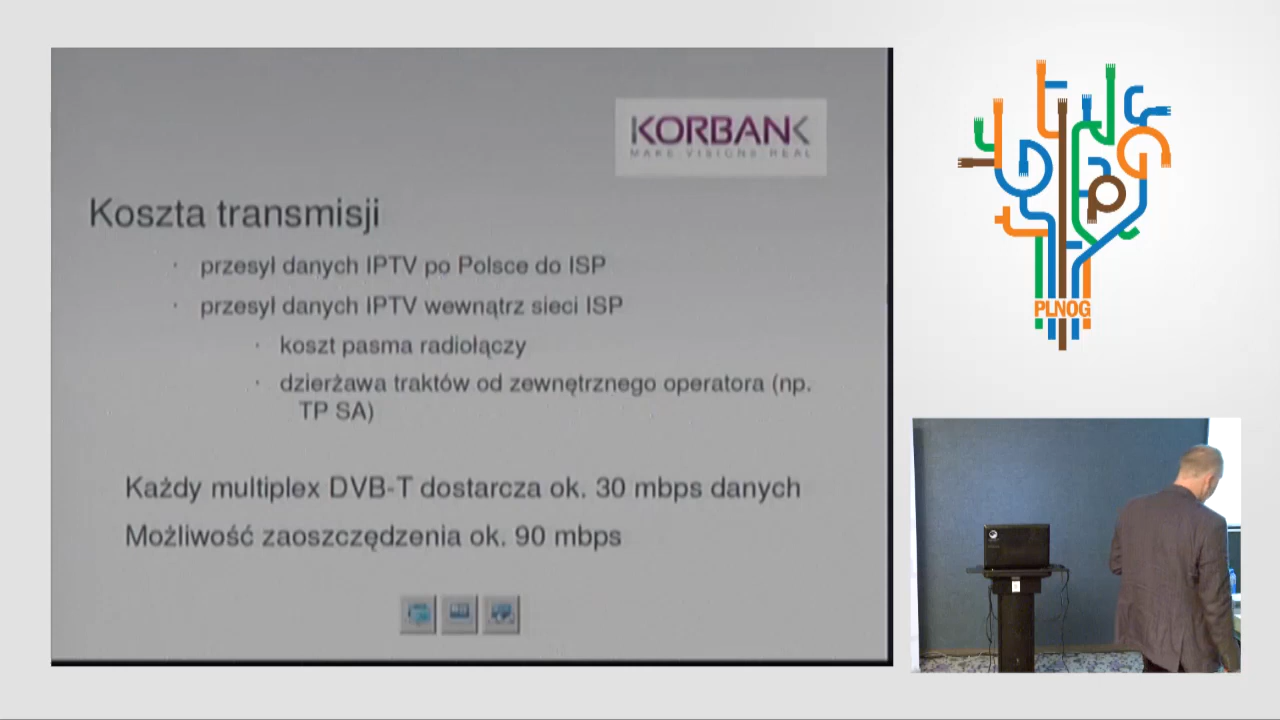 KORBANK
MAKE VISIONS REAL
Koszta transmisji
· przesył danych IPTV po Polsce do ISP
· przesył danych IPTV wewnątrz sieci ISP
· koszt pasma radiołączy
· dzierżawa traktów od zewnętrznego operatora (np.
TP SA)
Każdy multiplex DVB-T dostarcza ok. 30 mbps danych
Możliwość zaoszczędzenia ok. 90 mbps
PLNOG